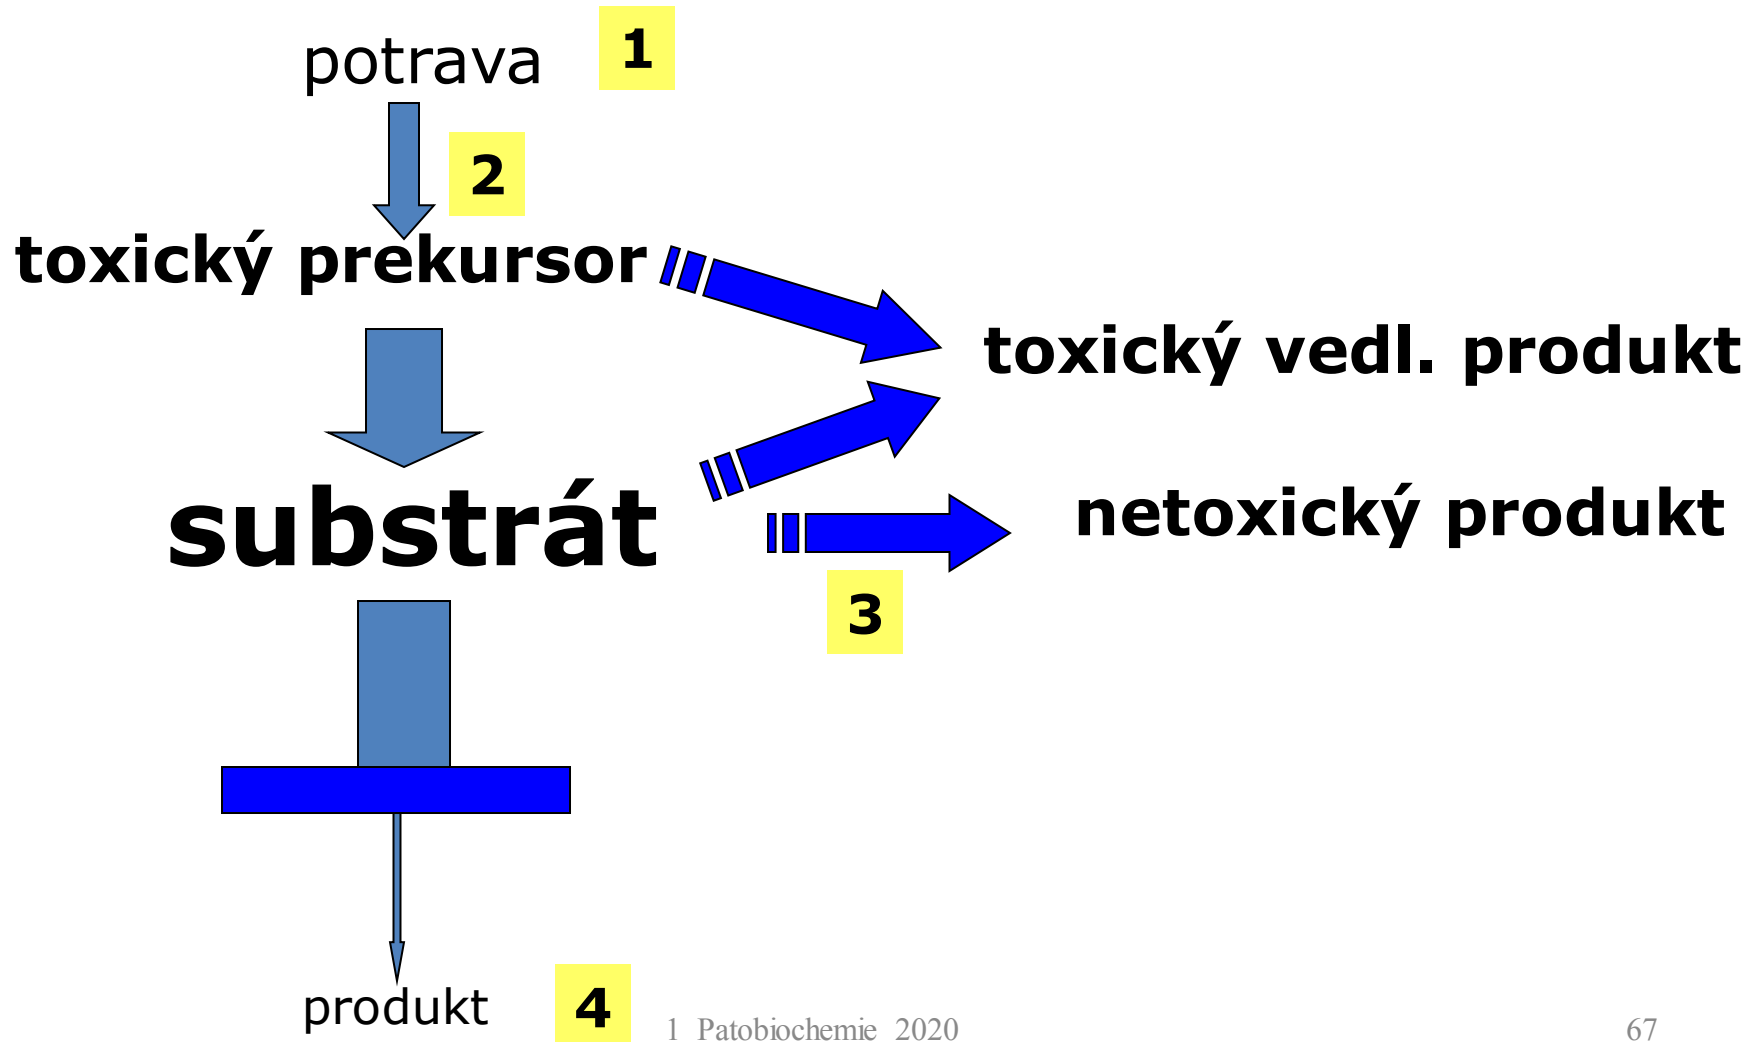 potrava 1
2
toxický prekursor
toxický vedl. produkt
substrát
netoxický produkt
3
produkt 4
1 Patobiochemie 2020
67